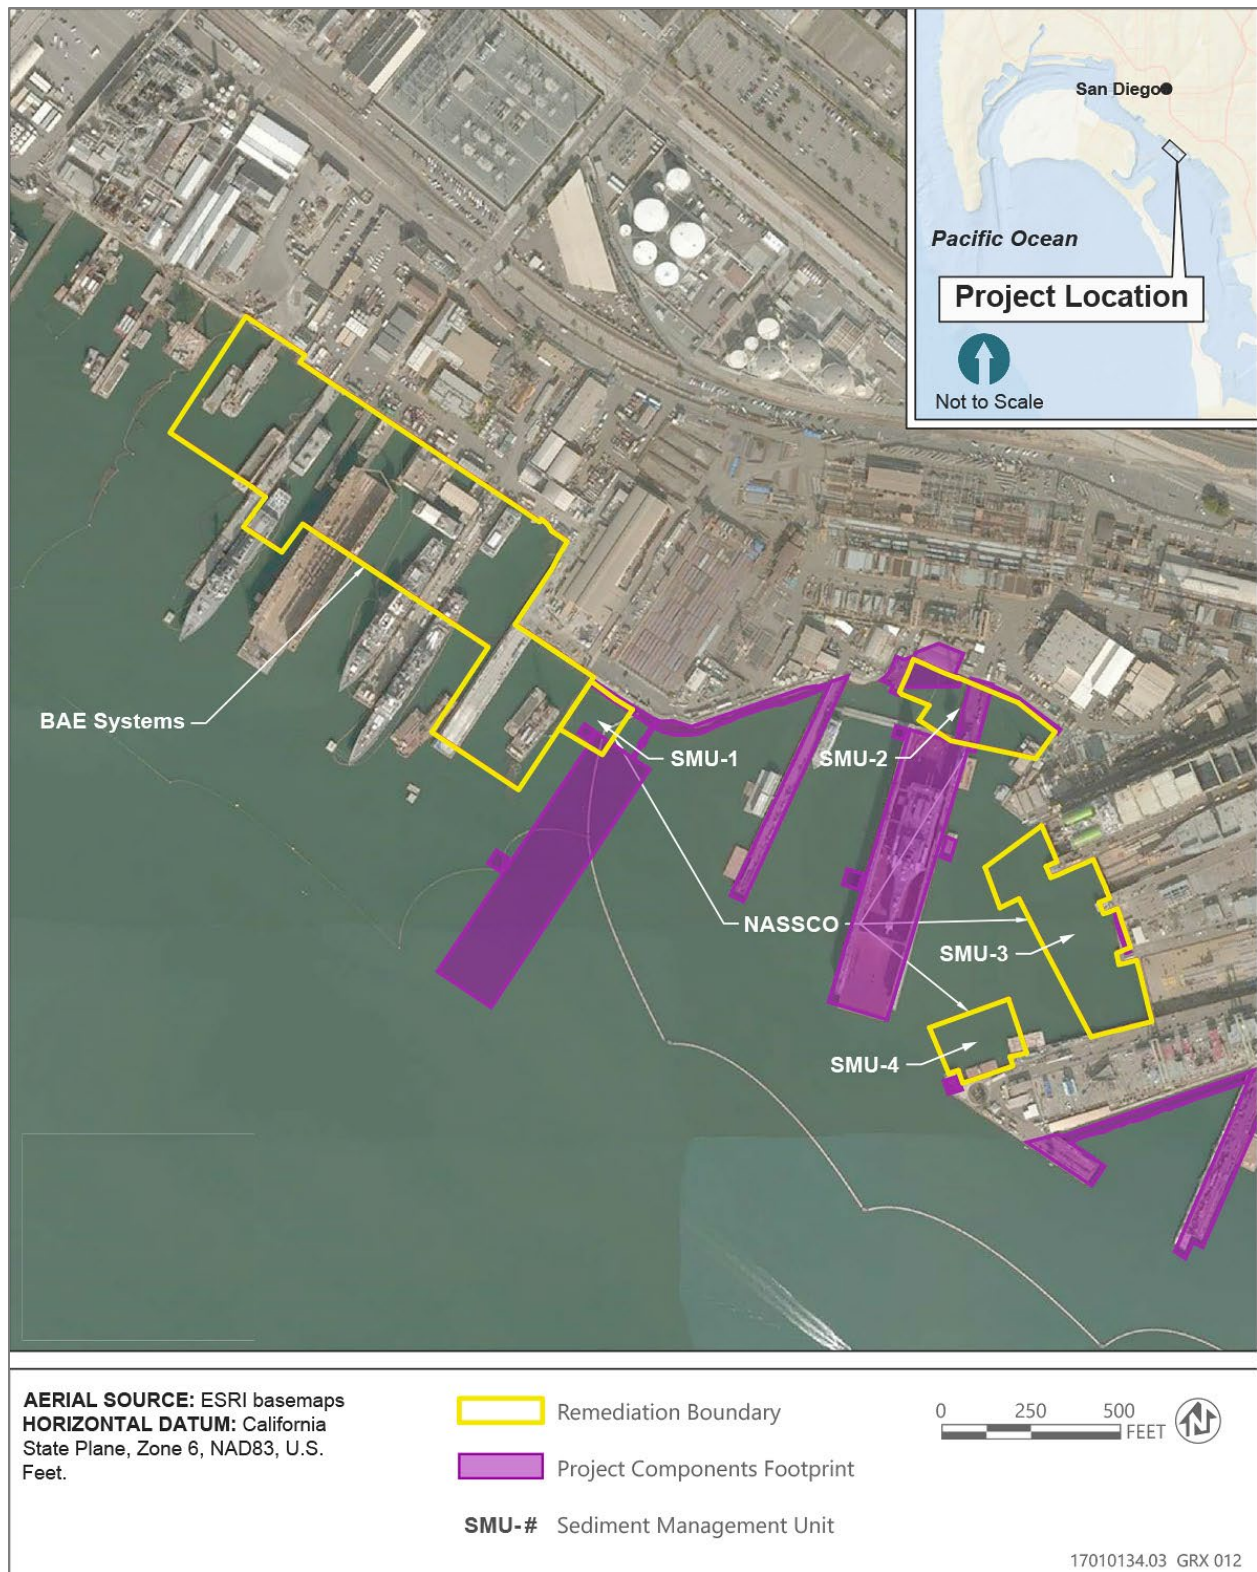 San Diego
Pacific Ocean
Project Location
Not to Scale
BAE Systems
SMU-1
SMU-2
NASSCO
SMU-3
SMU-4
AERIAL SOURCE: ESRI basemaps
HORIZONTAL DATUM: California
State Plane, Zone 6, NAD83, U.S.
Feet.
Remediation Boundary
Project Components Footprint
SMU-# Sediment Management Unit
0 250 500
FEET
N
17010134.03 GRX 012